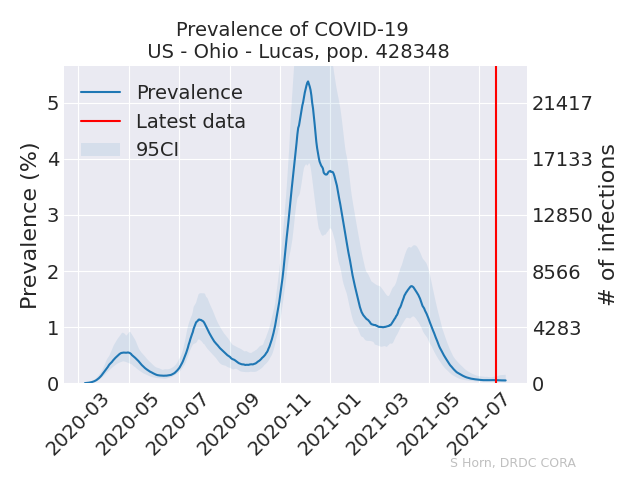 Prevalence of COVID-19
US - Ohio - Lucas, pop. 428348
Prevalence
Latest data
95CI
Prevalence (%)
5
4
3
2
1
0
21417
17133
12850
8566
4283
0
# of infections
2020-03
2020-05
2020-07
2020-09
2020-11
2021-01
2021-03
2021-05
2021-07
S Horn, DRDC CORA